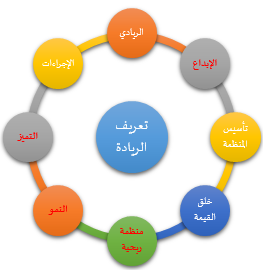 تعريف
الريادة
الريادي
الإبداع
تأسيس
المنظمة
خلق
القيمة
منظمة
ربحية
النمو
التميز
الإجراءات